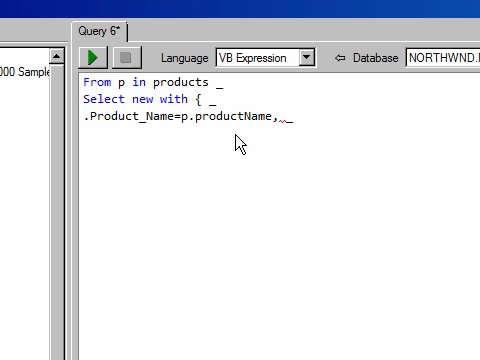 Query 6*
000 Sample
Language VB Expression Database NORTHWND.
From p in products _
Select new with { _
.Product_Name=p.productName, _